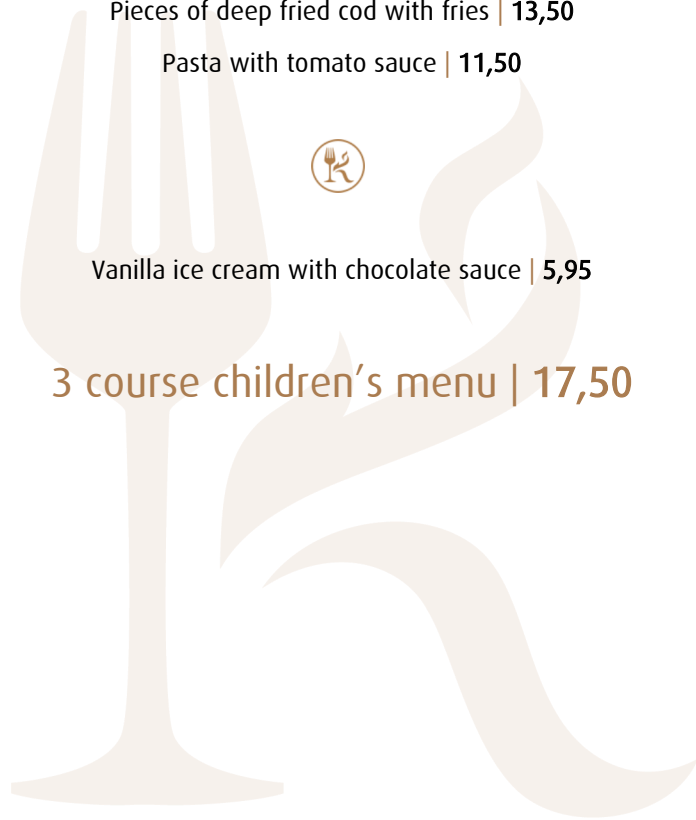 Pieces of deep fried cod with fries | 13,50
Pasta with tomato sauce | 11,50
Vanilla ice cream with chocolate sauce | 5,95
3 course children’s menu | 17,50